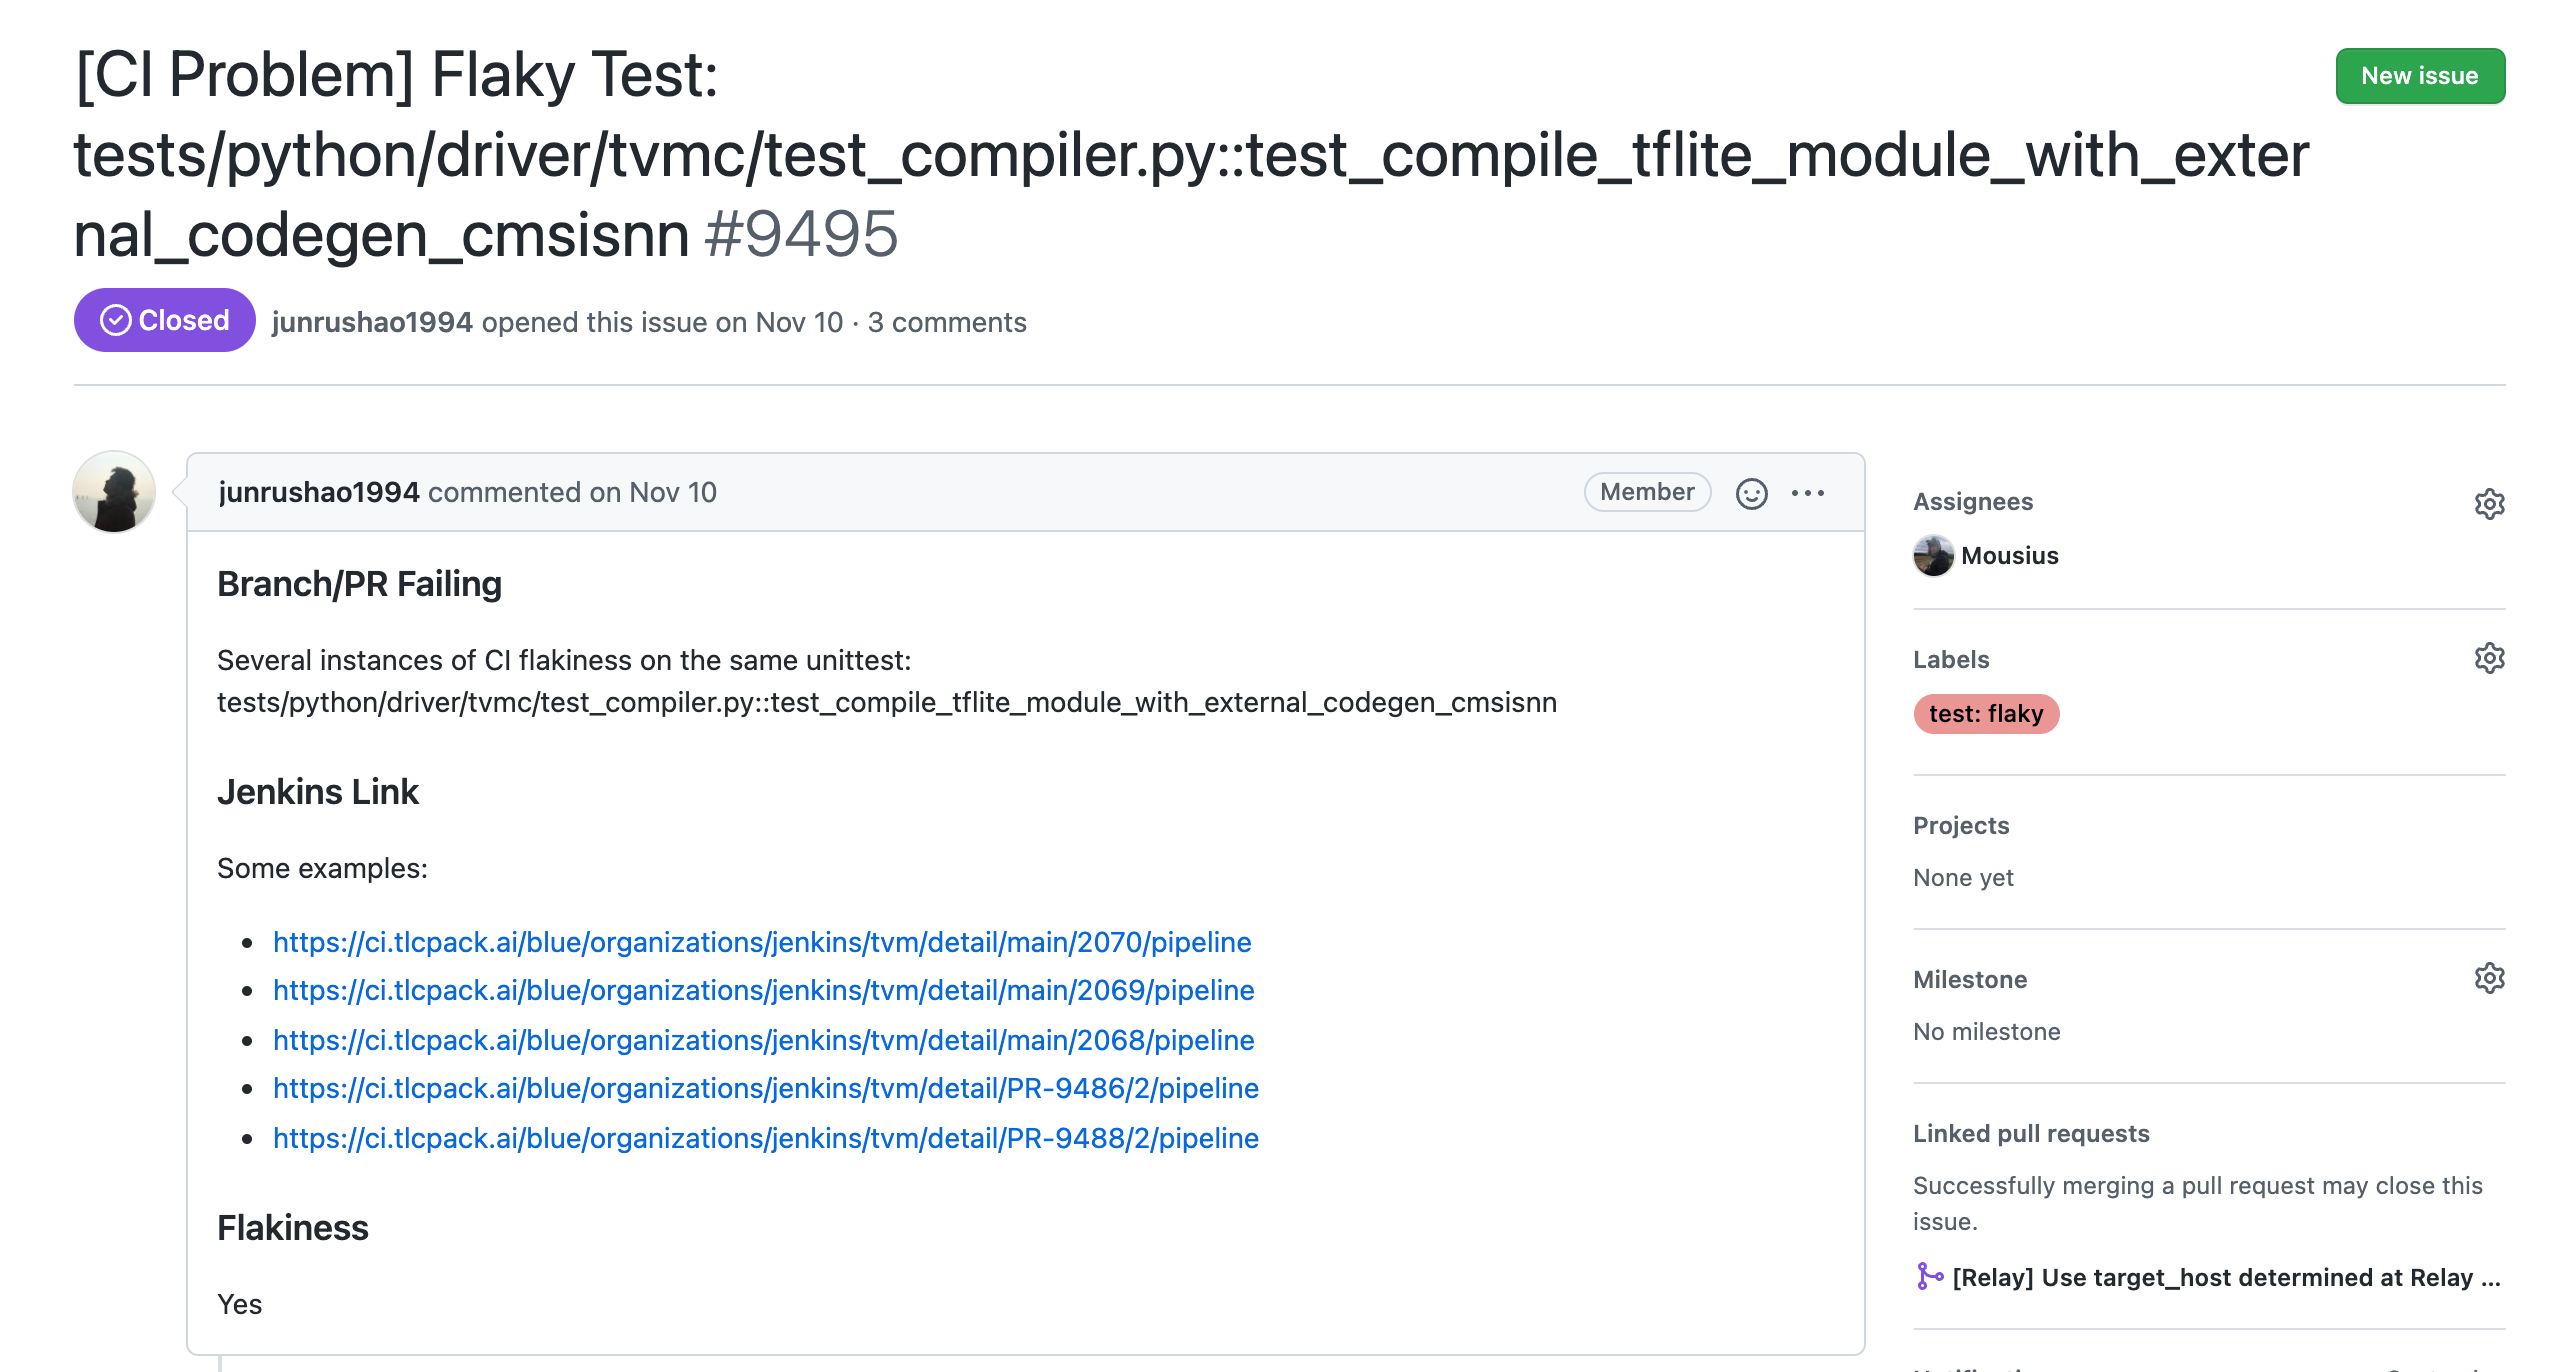 [CI Problem] Flaky Test:
New issue
tests/python/driver/tvmc/test_compiler.py::test_compile_tflite_module_with_exter
nal_codegen_cmsisnn #9495
Closed
junrushao1994 opened this issue on Nov 10 · 3 comments
junrushao1994 commented on Nov 10
Member
Branch/PR Failing
Several instances of CI flakiness on the same unittest:
tests/python/driver/tvmc/test_compiler.py::test_compile_tflite_module_with_external_codegen_cmsisnn
Jenkins Link
Some examples:
https://ci.tlcpack.ai/blue/organizations/jenkins/tvm/detail/main/2070/pipeline
https://ci.tlcpack.ai/blue/organizations/jenkins/tvm/detail/main/2069/pipeline
https://ci.tlcpack.ai/blue/organizations/jenkins/tvm/detail/main/2068/pipeline
https://ci.tlcpack.ai/blue/organizations/jenkins/tvm/detail/PR-9486/2/pipeline
https://ci.tlcpack.ai/blue/organizations/jenkins/tvm/detail/PR-9488/2/pipeline
Flakiness
Yes
Assignees
Mousius
Labels
test: flaky
Projects
None yet
Milestone
No milestone
Linked pull requests
Successfully merging a pull request may close this
issue.
[Relay] Use target_host determined at Relay ...